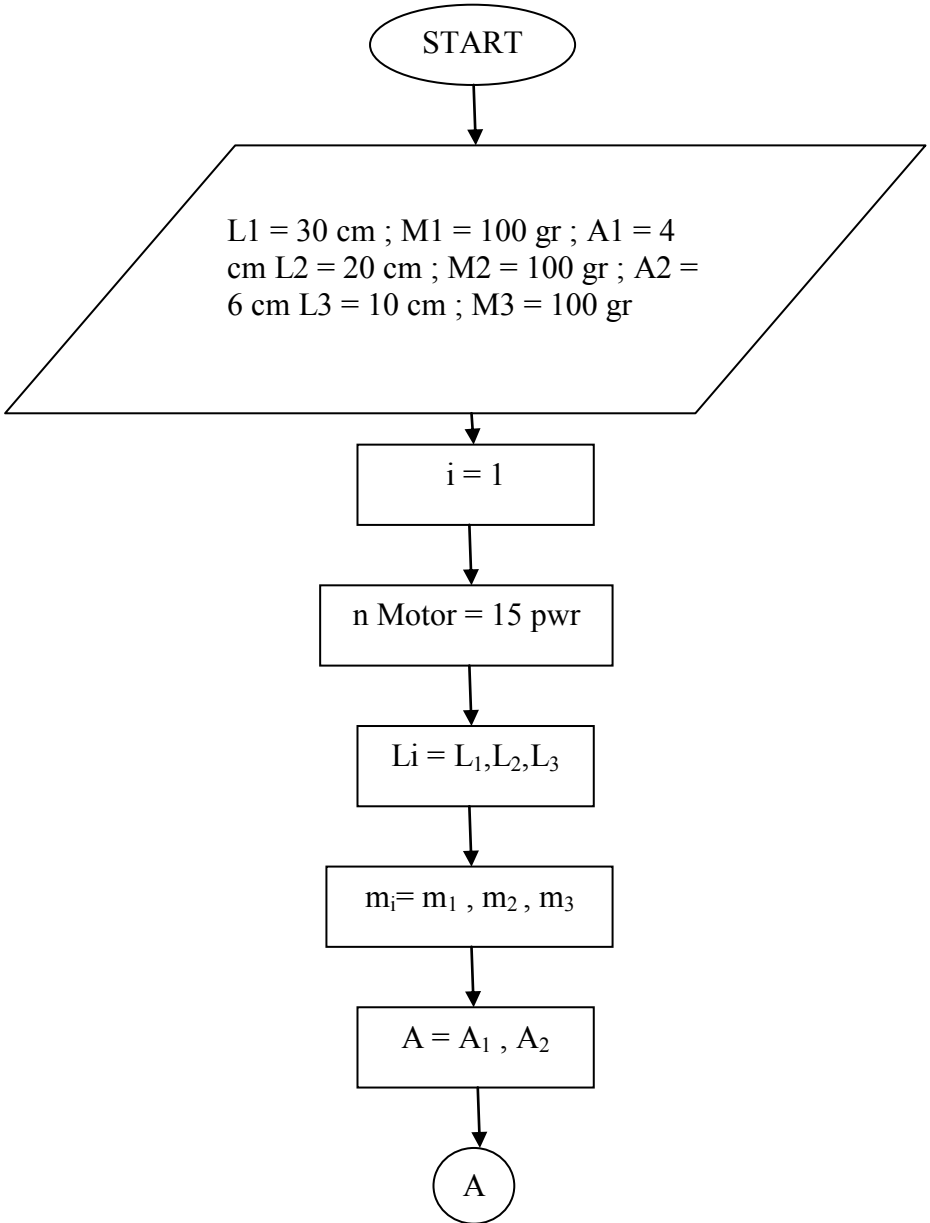 START
L1 = 30 cm ; M1 = 100 gr ; A1 = 4
cm L2 = 20 cm ; M2 = 100 gr ; A2 =
6 cm L3 = 10 cm ; M3 = 100 gr
i = 1
n Motor = 15 pwr
Li = L₁,L₂,L₃
mᵢ= m₁ , m₂ , m₃
A = A₁ , A₂
A